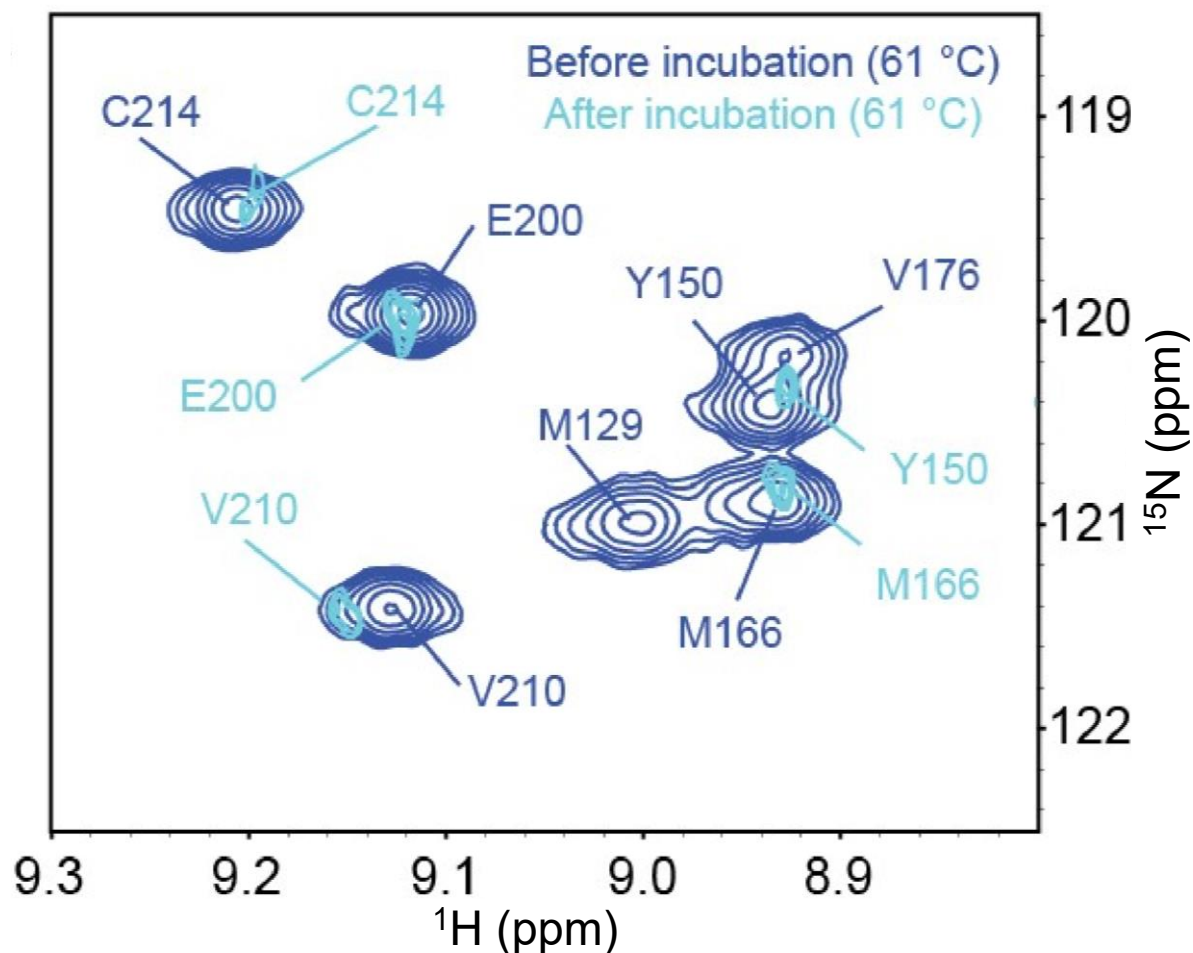 Before incubation (61 °C)
After incubation (61 °C)
C214
C214
E200
E200
Y150
V176
M129
Y150
V210
M166
M166
V210
119
120
121
122
¹⁵N (ppm)
9.3
9.2
9.1
9.0
8.9
¹H (ppm)